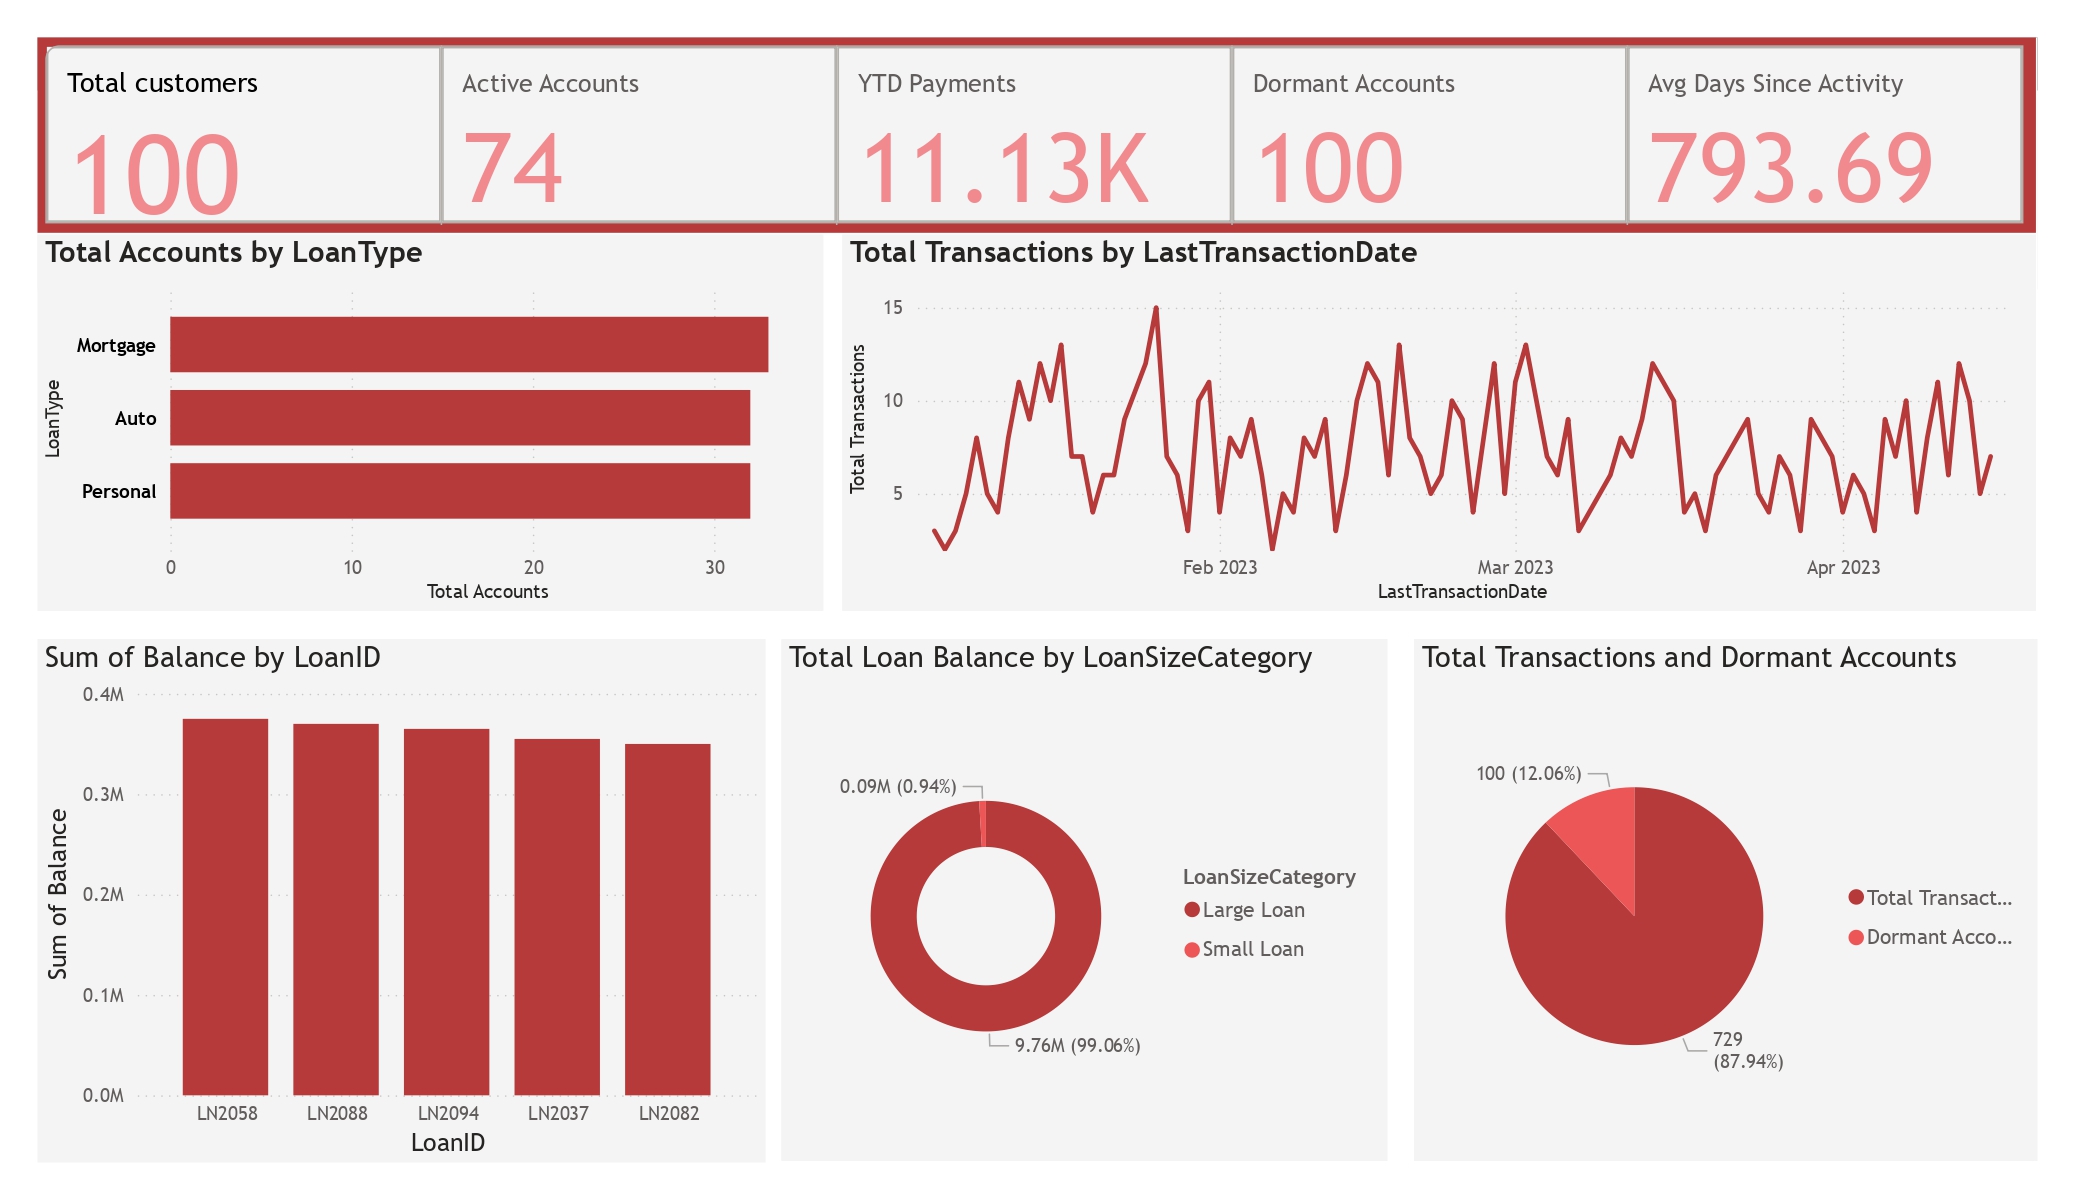 Total customers
100
Active Accounts
74
YTD Payments
11.13K
Dormant Accounts
100
Avg Days Since Activity
793.69
Total Accounts by LoanType
LoanType
Mortgage
Auto
Personal
0 10 20 30
Total Accounts
Total Transactions by LastTransactionDate
Total Transactions
15
10
5
Feb 2023 Mar 2023 Apr 2023
LastTransactionDate
Sum of Balance by LoanID
Sum of Balance
0.4M
0.3M
0.2M
0.1M
0.0M
LN2058 LN2088 LN2094 LN2037 LN2082
LoanID
Total Loan Balance by LoanSizeCategory
0.09M (0.94%)
9.76M (99.06%)
LoanSizeCategory
Large Loan
Small Loan
Total Transactions and Dormant Accounts
100 (12.06%)
729
(87.94%)
Total Transact...
Dormant Acco...